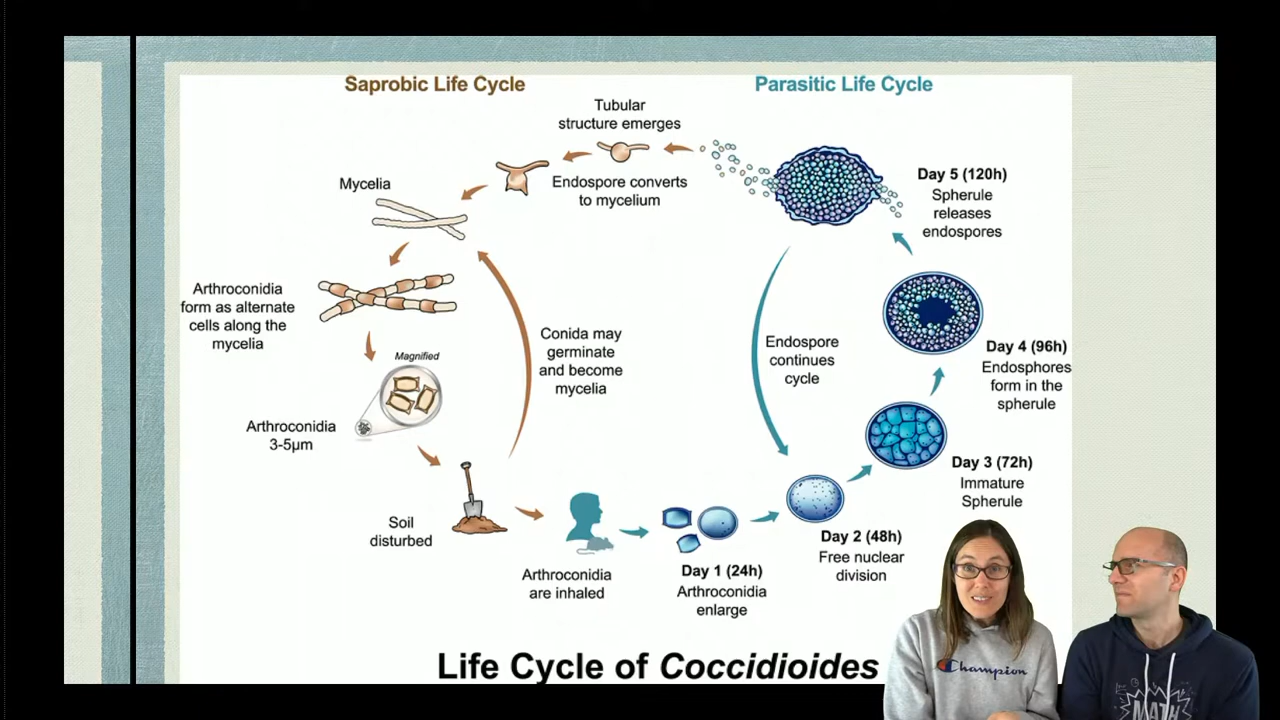 Saprobic Life Cycle
Parasitic Life Cycle
Tubular
structure emerges
Endospore converts
to mycelium
Mycelia
Arthroconidia
form as alternate
cells along the
mycelia
Magnified
Arthroconidia
3-5µm
Conida may
germinate
and become
mycelia
Soil
disturbed
Arthroconidia
are inhaled
Day 1 (24h)
Arthroconidia
enlarge
Day 2 (48h)
Free nuclear
division
Day 3 (72h)
Immature
Spherule
Day 4 (96h)
Endosphores
form in the
spherule
Day 5 (120h)
Spherule
releases
endospores
Endospore
continues
cycle
Life Cycle of Coccidioides
Champion
MATH